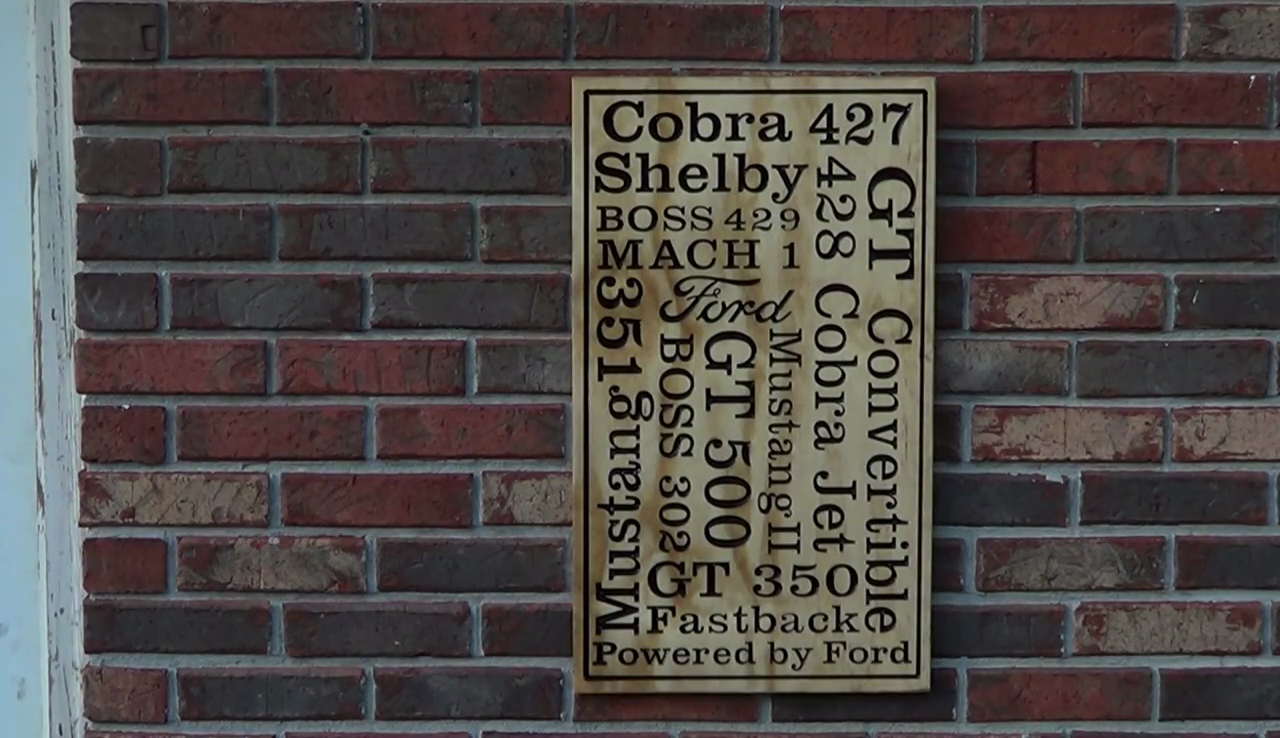 Cobra 427
Shelby
BOSS 429
MACH 1
Ford
351
Mustang
BOSS 302
GT 500
Mustang II
428 Cobra Jet
GT Convertible
GT 350
Fastback
Powered by Ford